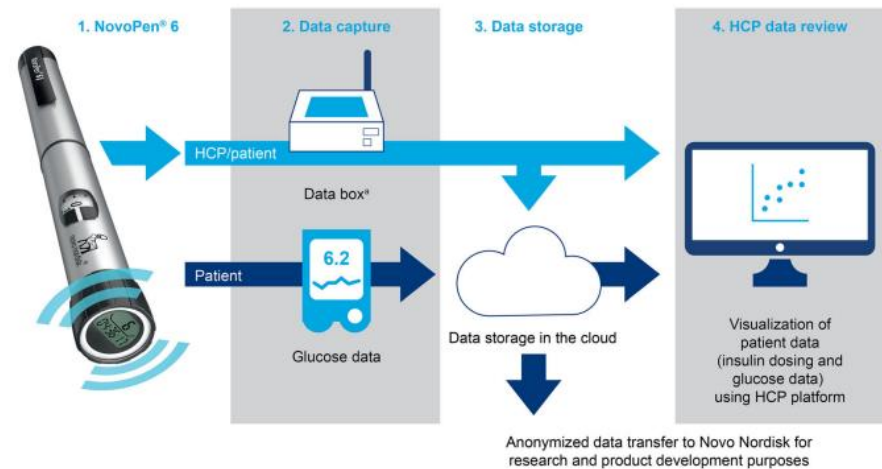 1. NovoPen® 6
2. Data capture
3. Data storage
4. HCP data review
HCP/patient
Data boxᵃ
Patient
6.2
Glucose data
Data storage in the cloud
Visualization of
patient data
(insulin dosing and
glucose data)
using HCP platform
Anonymized data transfer to Novo Nordisk for
research and product development purposes